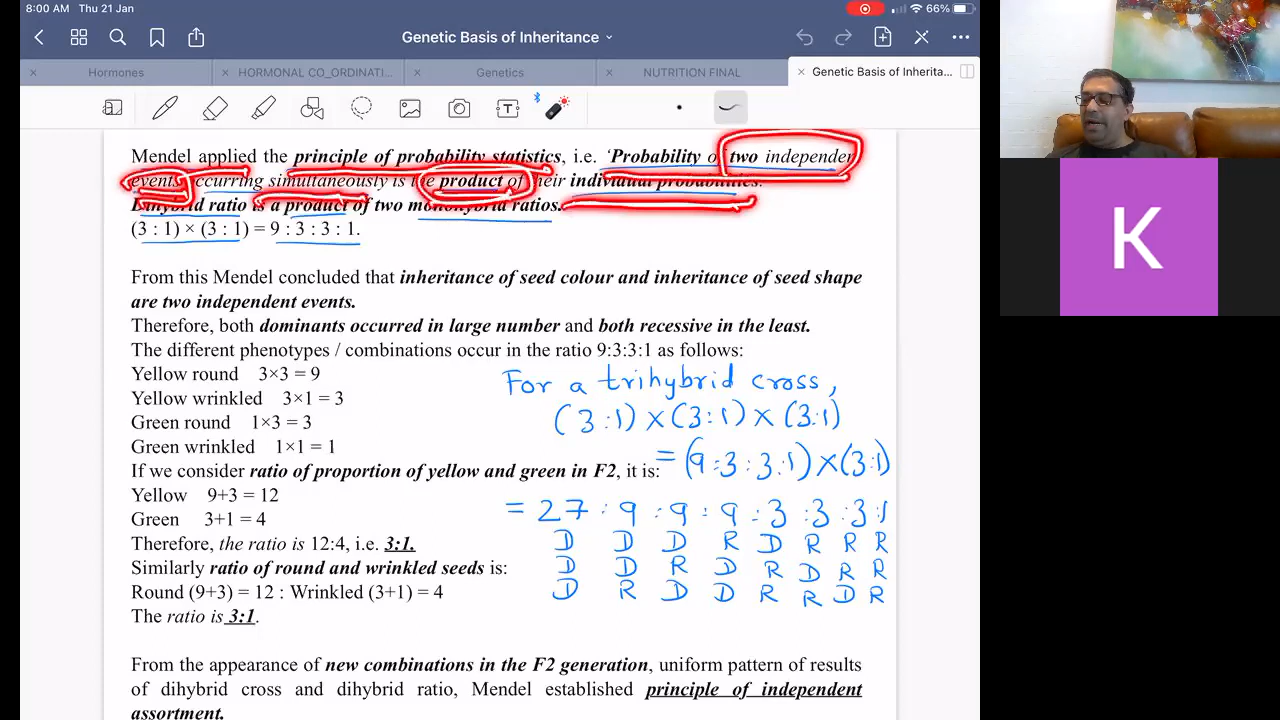 8:00 AM Thu 21 Jan
66%
Genetic Basis of Inheritance
Hormones
HORMONAL CO_ORDINATI...
Genetics
NUTRITION FINAL
Genetic Basis of Inherita...
T
Mendel applied the principle of probability statistics, i.e. 'Probability of two independen
events occurring simultaneously is the product of their individual probabilities.
Dihybrid ratio is a product of two monohybrid ratios.
(3 : 1) × (3 : 1) = 9 : 3 : 3 : 1.
From this Mendel concluded that inheritance of seed colour and inheritance of seed shape
are two independent events.
Therefore, both dominants occurred in large number and both recessive in the least.
The different phenotypes / combinations occur in the ratio 9:3:3:1 as follows:
Yellow round 3×3 = 9
Yellow wrinkled 3×1 = 3
Green round 1×3 = 3
Green wrinkled 1×1 = 1
If we consider ratio of proportion of yellow and green in F2, it is:
Yellow 9+3 = 12
Green 3+1 = 4
Therefore, the ratio is 12:4, i.e. 3:1.
Similarly ratio of round and wrinkled seeds is:
Round (9+3) = 12 : Wrinkled (3+1) = 4
The ratio is 3:1.
For a trihybrid cross,
(3:1) × (3:1) × (3:1)
= (9:3:3:1) × (3:1)
= 27 : 9 : 9 : 9 : 3 : 3 : 3 : 1
D D D R D R R R
D D R D R D R R
D R D D R R D R
From the appearance of new combinations in the F2 generation, uniform pattern of results
of dihybrid cross and dihybrid ratio, Mendel established principle of independent
assortment.
K